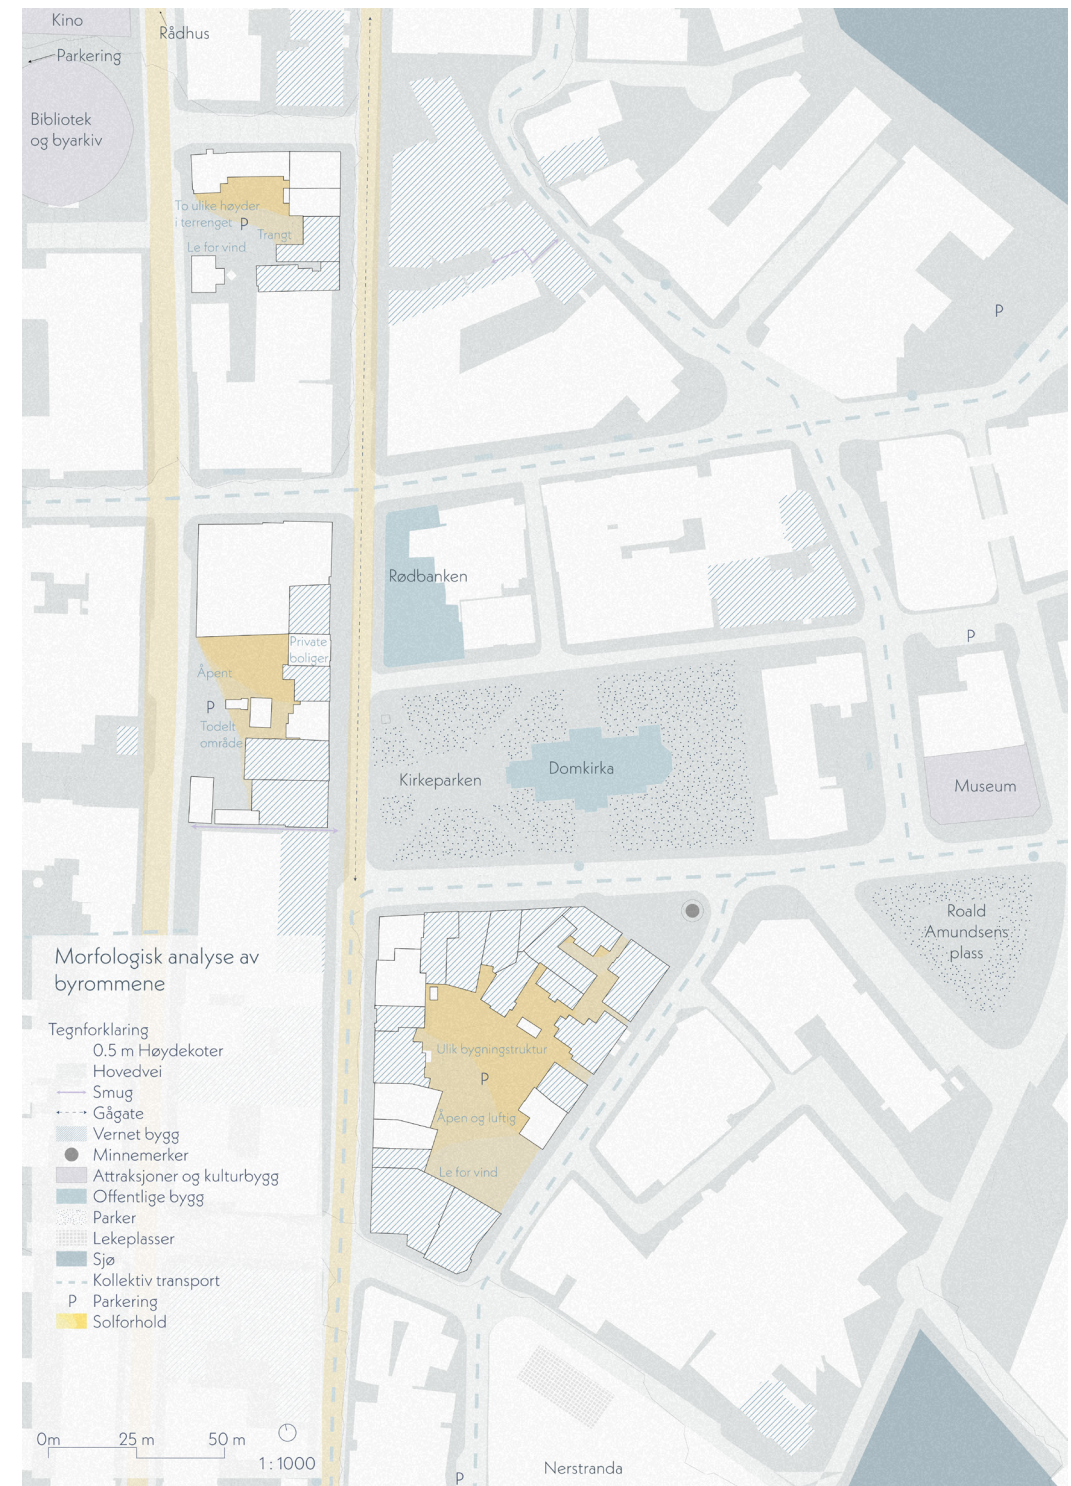 Kino
Rådhus
Parkering
Bibliotek
og byarkiv
To ulike høyder
i terrenget
P
Trangt
Le for vind
P
Rødbanken
P
Private
boliger
Åpent
P
Todelt
område
Kirkeparken
Domkirka
Museum
Roald
Amundsens
plass
Ulik bygningstruktur
P
Åpen og luftig
Le for vind
Morfologisk analyse av
byrommene
Tegnforklaring
0.5 m Høydekoter
Hovedvei
Smug
Gågate
Vernet bygg
Minnemerker
Attraksjoner og kulturbygg
Offentlige bygg
Parker
Lekeplasser
Sjø
Kollektiv transport
P Parkering
Solforhold
0m 25 m 50 m
1 : 1000
P
Nerstranda